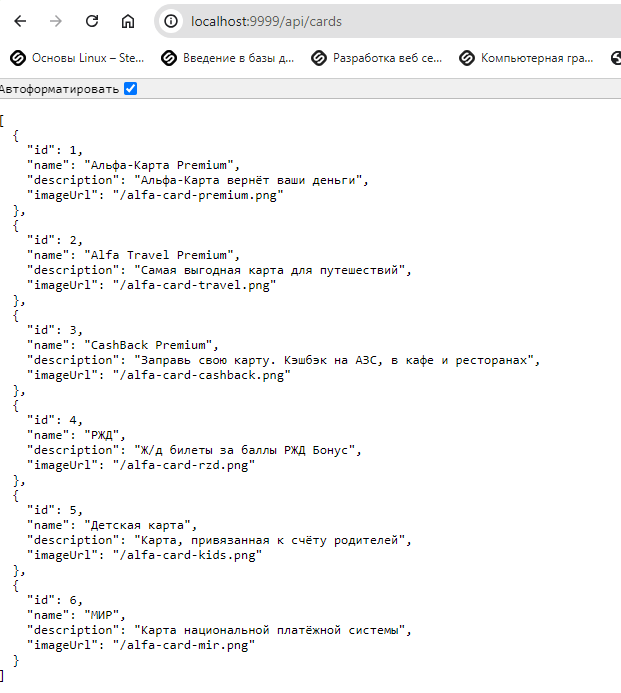 localhost:9999/api/cards
Основы Linux – Ste... Введение в базы д... Разработка веб се... Компьютерная гра...
Автоформатировать
[
  {
    "id": 1,
    "name": "Альфа-Карта Premium",
    "description": "Альфа-Карта вернёт ваши деньги",
    "imageUrl": "/alfa-card-premium.png"
  },
  {
    "id": 2,
    "name": "Alfa Travel Premium",
    "description": "Самая выгодная карта для путешествий",
    "imageUrl": "/alfa-card-travel.png"
  },
  {
    "id": 3,
    "name": "CashBack Premium",
    "description": "Заправь свою карту. Кэшбэк на АЗС, в кафе и ресторанах",
    "imageUrl": "/alfa-card-cashback.png"
  },
  {
    "id": 4,
    "name": "РЖД",
    "description": "Ж/д билеты за баллы РЖД Бонус",
    "imageUrl": "/alfa-card-rzd.png"
  },
  {
    "id": 5,
    "name": "Детская карта",
    "description": "Карта, привязанная к счёту родителей",
    "imageUrl": "/alfa-card-kids.png"
  },
  {
    "id": 6,
    "name": "МИР",
    "description": "Карта национальной платёжной системы",
    "imageUrl": "/alfa-card-mir.png"
  }
]